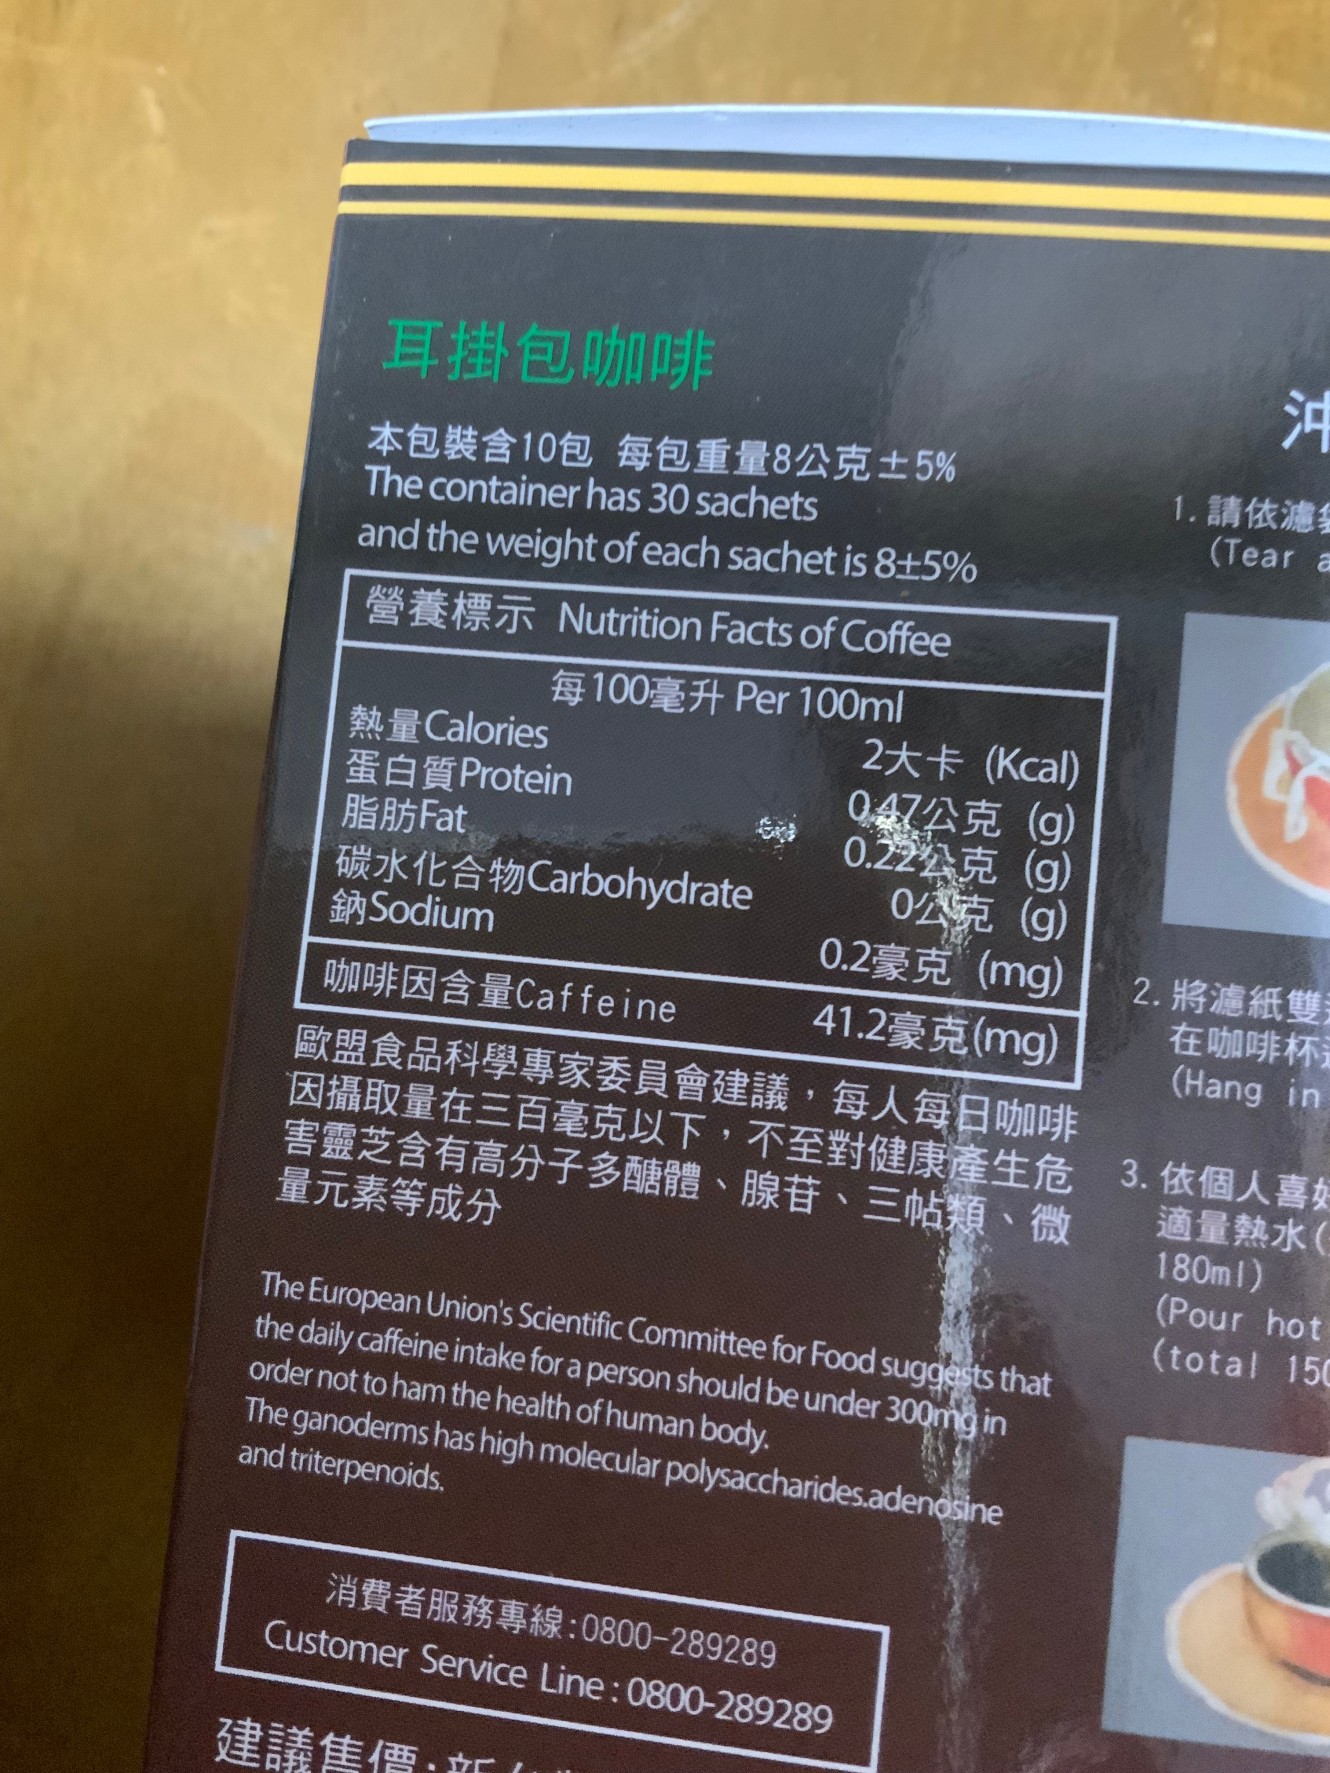 耳掛包咖啡
本包裝含10包 每包重量8公克±5%
The container has 30 sachets
and the weight of each sachet is 8±5%
營養標示 Nutrition Facts of Coffee
每100毫升 Per 100ml
熱量Calories 2大卡 (Kcal)
蛋白質Protein 0.47公克 (g)
脂肪Fat 0.22公克 (g)
碳水化合物Carbohydrate 0公克 (g)
鈉Sodium 0.2豪克 (mg)
咖啡因含量Caffeine 41.2豪克(mg)
歐盟食品科學專家委員會建議，每人每日咖啡
因攝取量在三百毫克以下，不至對健康產生危
害靈芝含有高分子多醣體、腺苷、三帖類、微
量元素等成分
The European Union's Scientific Committee for Food suggests that
the daily caffeine intake for a person should be under 300mg in
order not to ham the health of human body.
The ganoderms has high molecular polysaccharides.adenosine
and triterpenoids.
消費者服務專線:0800-289289
Customer Service Line:0800-289289
建議售價:新
沖
1.請依濾
(Tear a
2.將濾紙雙
在咖啡杯
(Hang in
3.依個人喜好
適量熱水(
180ml)
(Pour hot
(total 150